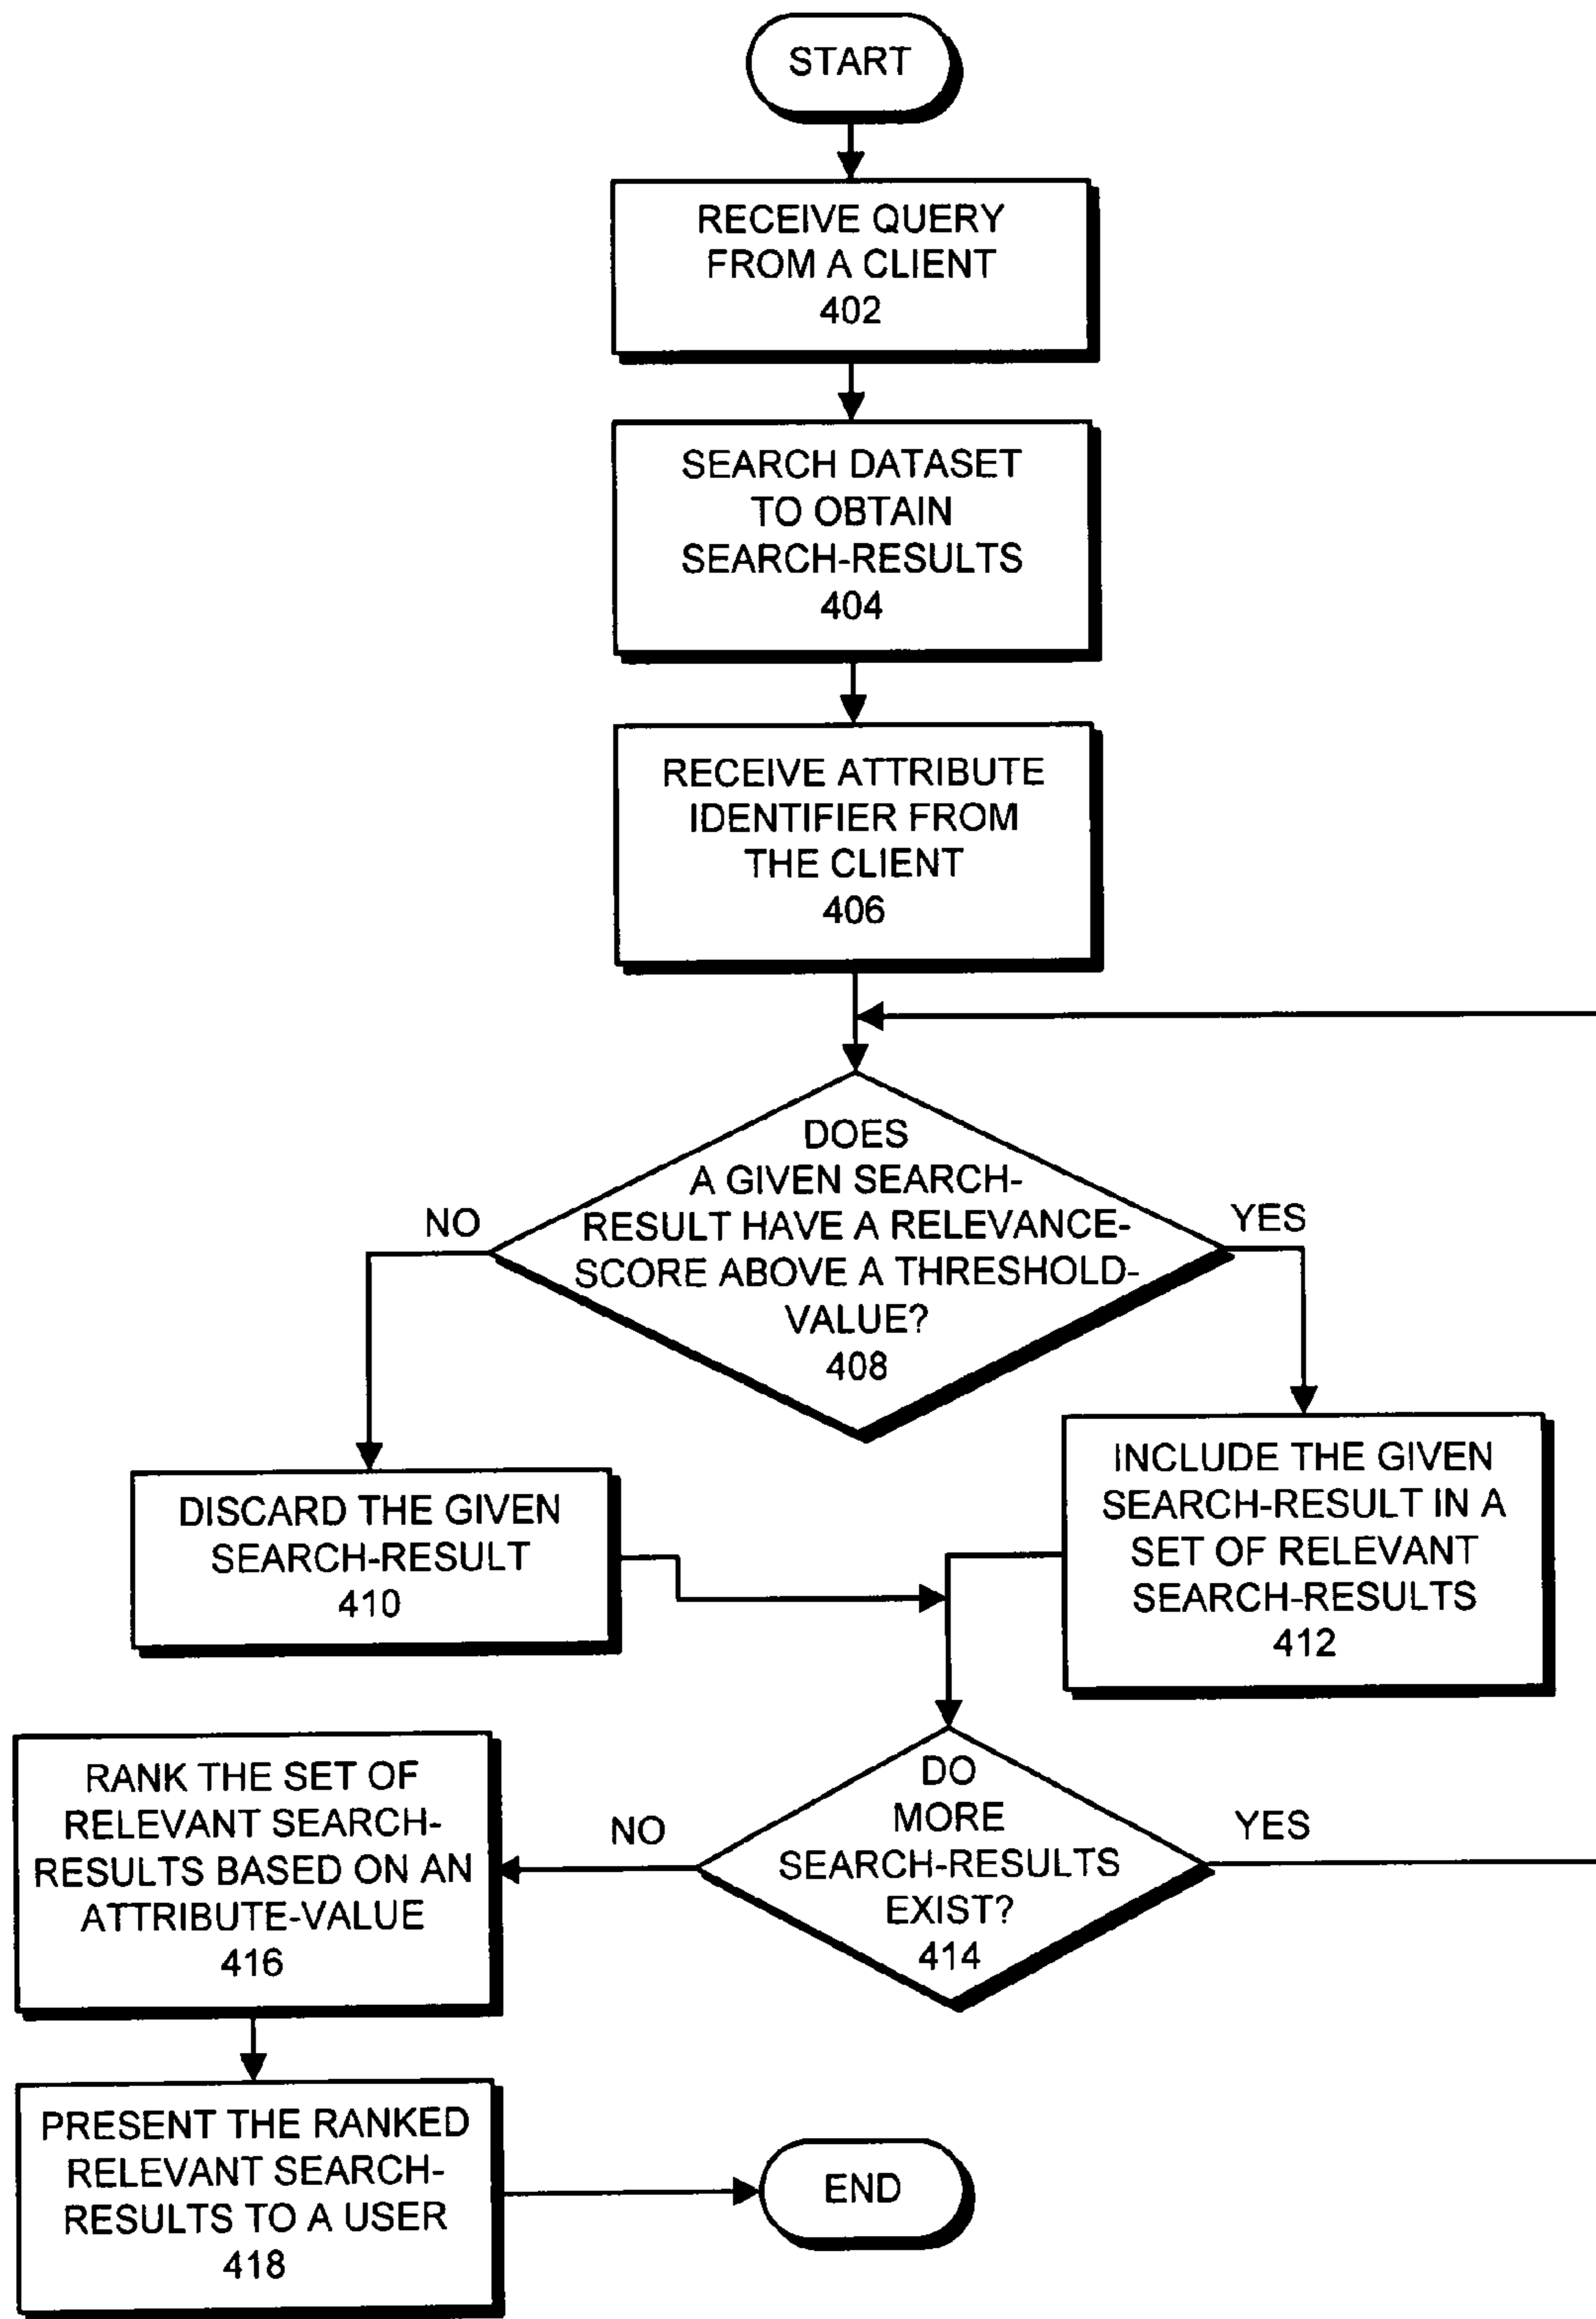 START
RECEIVE QUERY
FROM A CLIENT
402
SEARCH DATASET
TO OBTAIN
SEARCH-RESULTS
404
RECEIVE ATTRIBUTE
IDENTIFIER FROM
THE CLIENT
406
DOES
A GIVEN SEARCH-
RESULT HAVE A RELEVANCE-
SCORE ABOVE A THRESHOLD-
VALUE?
408
NO
YES
DISCARD THE GIVEN
SEARCH-RESULT
410
INCLUDE THE GIVEN
SEARCH-RESULT IN A
SET OF RELEVANT
SEARCH-RESULTS
412
DO
MORE
SEARCH-RESULTS
EXIST?
414
NO
YES
RANK THE SET OF
RELEVANT SEARCH-
RESULTS BASED ON AN
ATTRIBUTE-VALUE
416
PRESENT THE RANKED
RELEVANT SEARCH-
RESULTS TO A USER
418
END